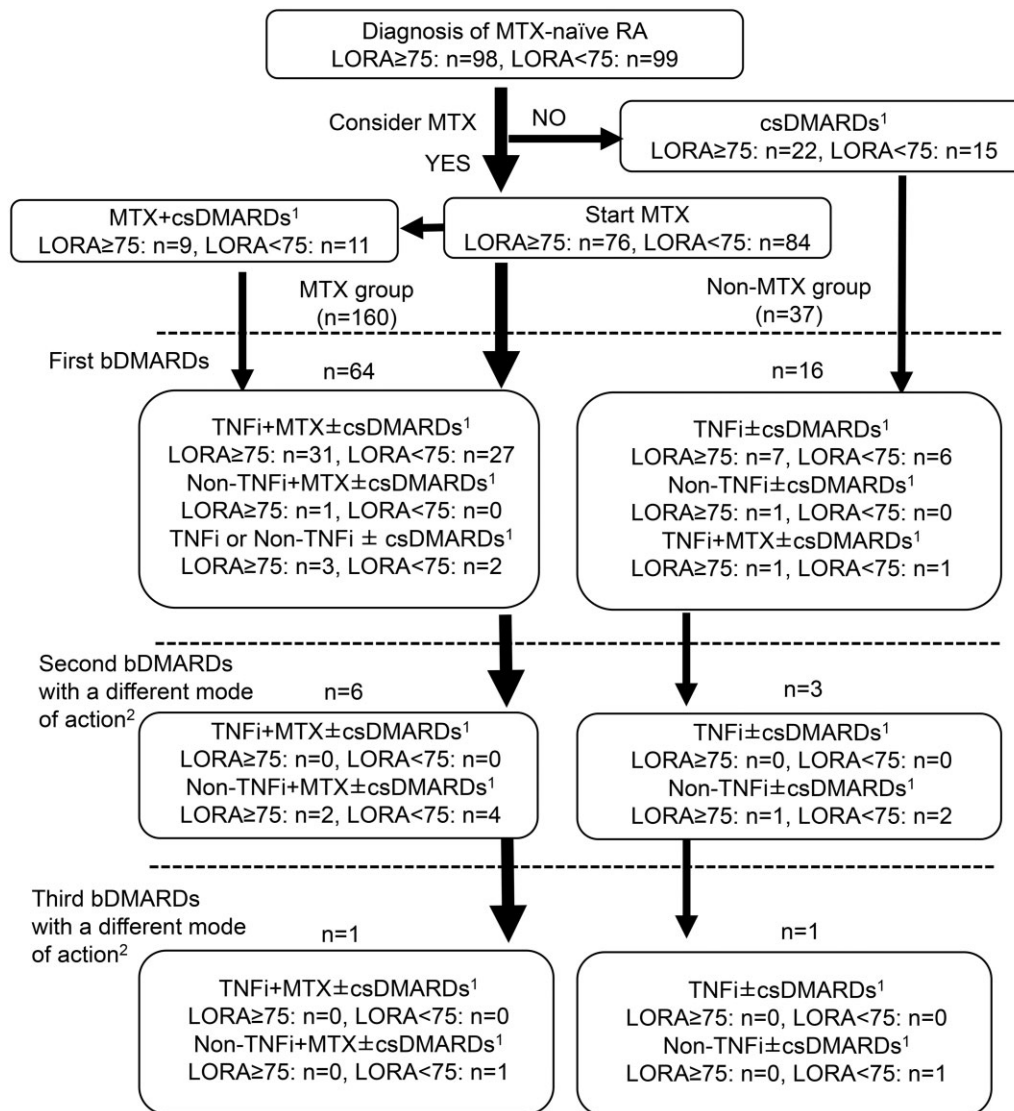 Diagnosis of MTX-naïve RA
LORA≥75: n=98, LORA<75: n=99
Consider MTX
NO
YES
csDMARDs¹
LORA≥75: n=22, LORA<75: n=15
MTX+csDMARDs¹
LORA≥75: n=9, LORA<75: n=11
Start MTX
LORA≥75: n=76, LORA<75: n=84
MTX group
(n=160)
Non-MTX group
(n=37)
First bDMARDs
n=64
n=16
TNFi+MTX±csDMARDs¹
LORA≥75: n=31, LORA<75: n=27
Non-TNFi+MTX±csDMARDs¹
LORA≥75: n=1, LORA<75: n=0
TNFi or Non-TNFi ± csDMARDs¹
LORA≥75: n=3, LORA<75: n=2
TNFi±csDMARDs¹
LORA≥75: n=7, LORA<75: n=6
Non-TNFi±csDMARDs¹
LORA≥75: n=1, LORA<75: n=0
TNFi+MTX±csDMARDs¹
LORA≥75: n=1, LORA<75: n=1
Second bDMARDs
with a different mode
of action²
n=6
n=3
TNFi+MTX±csDMARDs¹
LORA≥75: n=0, LORA<75: n=0
Non-TNFi+MTX±csDMARDs¹
LORA≥75: n=2, LORA<75: n=4
TNFi±csDMARDs¹
LORA≥75: n=0, LORA<75: n=0
Non-TNFi±csDMARDs¹
LORA≥75: n=1, LORA<75: n=2
Third bDMARDs
with a different mode
of action²
n=1
n=1
TNFi+MTX±csDMARDs¹
LORA≥75: n=0, LORA<75: n=0
Non-TNFi+MTX±csDMARDs¹
LORA≥75: n=0, LORA<75: n=1
TNFi±csDMARDs¹
LORA≥75: n=0, LORA<75: n=0
Non-TNFi±csDMARDs¹
LORA≥75: n=0, LORA<75: n=1